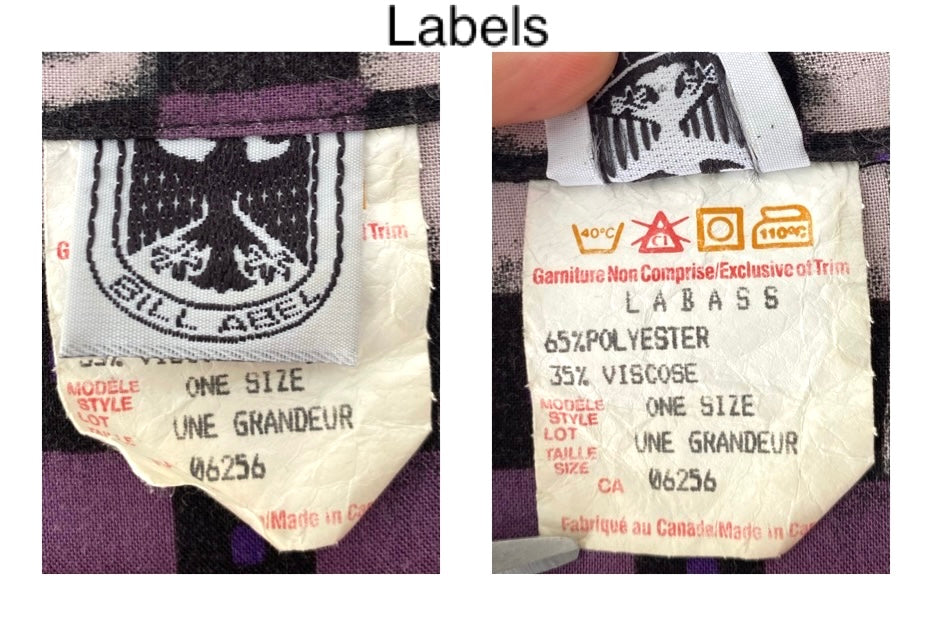 Labels
Trim
BILL ABEL
ONE SIZE
MODÈLE
STYLE
LOT
UNE GRANDEUR
06256
/Made in Ca
40°C
Cl
110°C
Garniture Non Comprise/Exclusive of Trim
LABASS
65%POLYESTER
35% VISCOSE
MODÈLE
STYLE
ONE SIZE
LOT
UNE GRANDEUR
TAILLE
SIZE
CA 06256
Fabriqué au Canada/Made in Ca